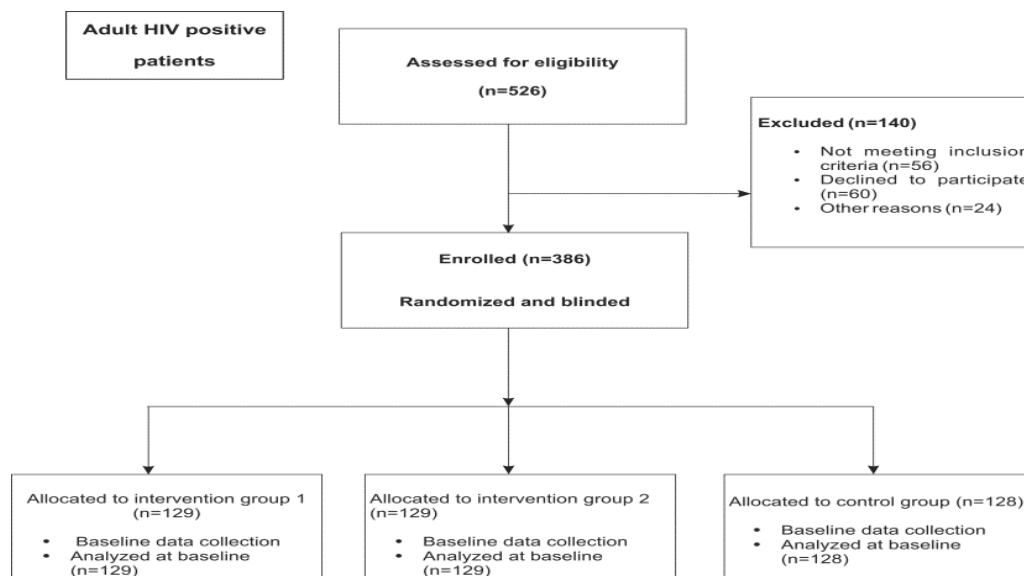 Adult HIV positive
patients
Assessed for eligibility
(n=526)
Excluded (n=140)
• Not meeting inclusion
criteria (n=56)
• Declined to participate
(n=60)
• Other reasons (n=24)
Enrolled (n=386)
Randomized and blinded
Allocated to intervention group 1
(n=129)
• Baseline data collection
• Analyzed at baseline
(n=129)
Allocated to intervention group 2
(n=129)
• Baseline data collection
• Analyzed at baseline
(n=129)
Allocated to control group (n=128)
• Baseline data collection
• Analyzed at baseline
(n=128)